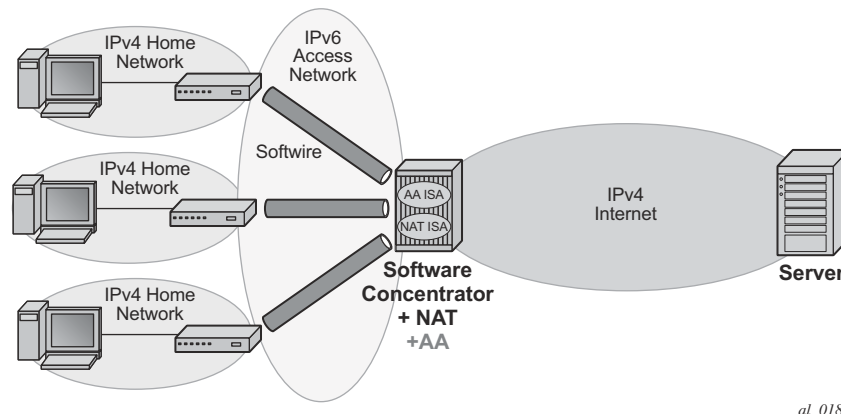 IPv4 Home
Network
IPv6
Access
Network
Softwire
IPv4 Home
Network
IPv4 Home
Network
AA ISA
NAT ISA
Software
Concentrator
+ NAT
+AA
IPv4
Internet
Server
al_018